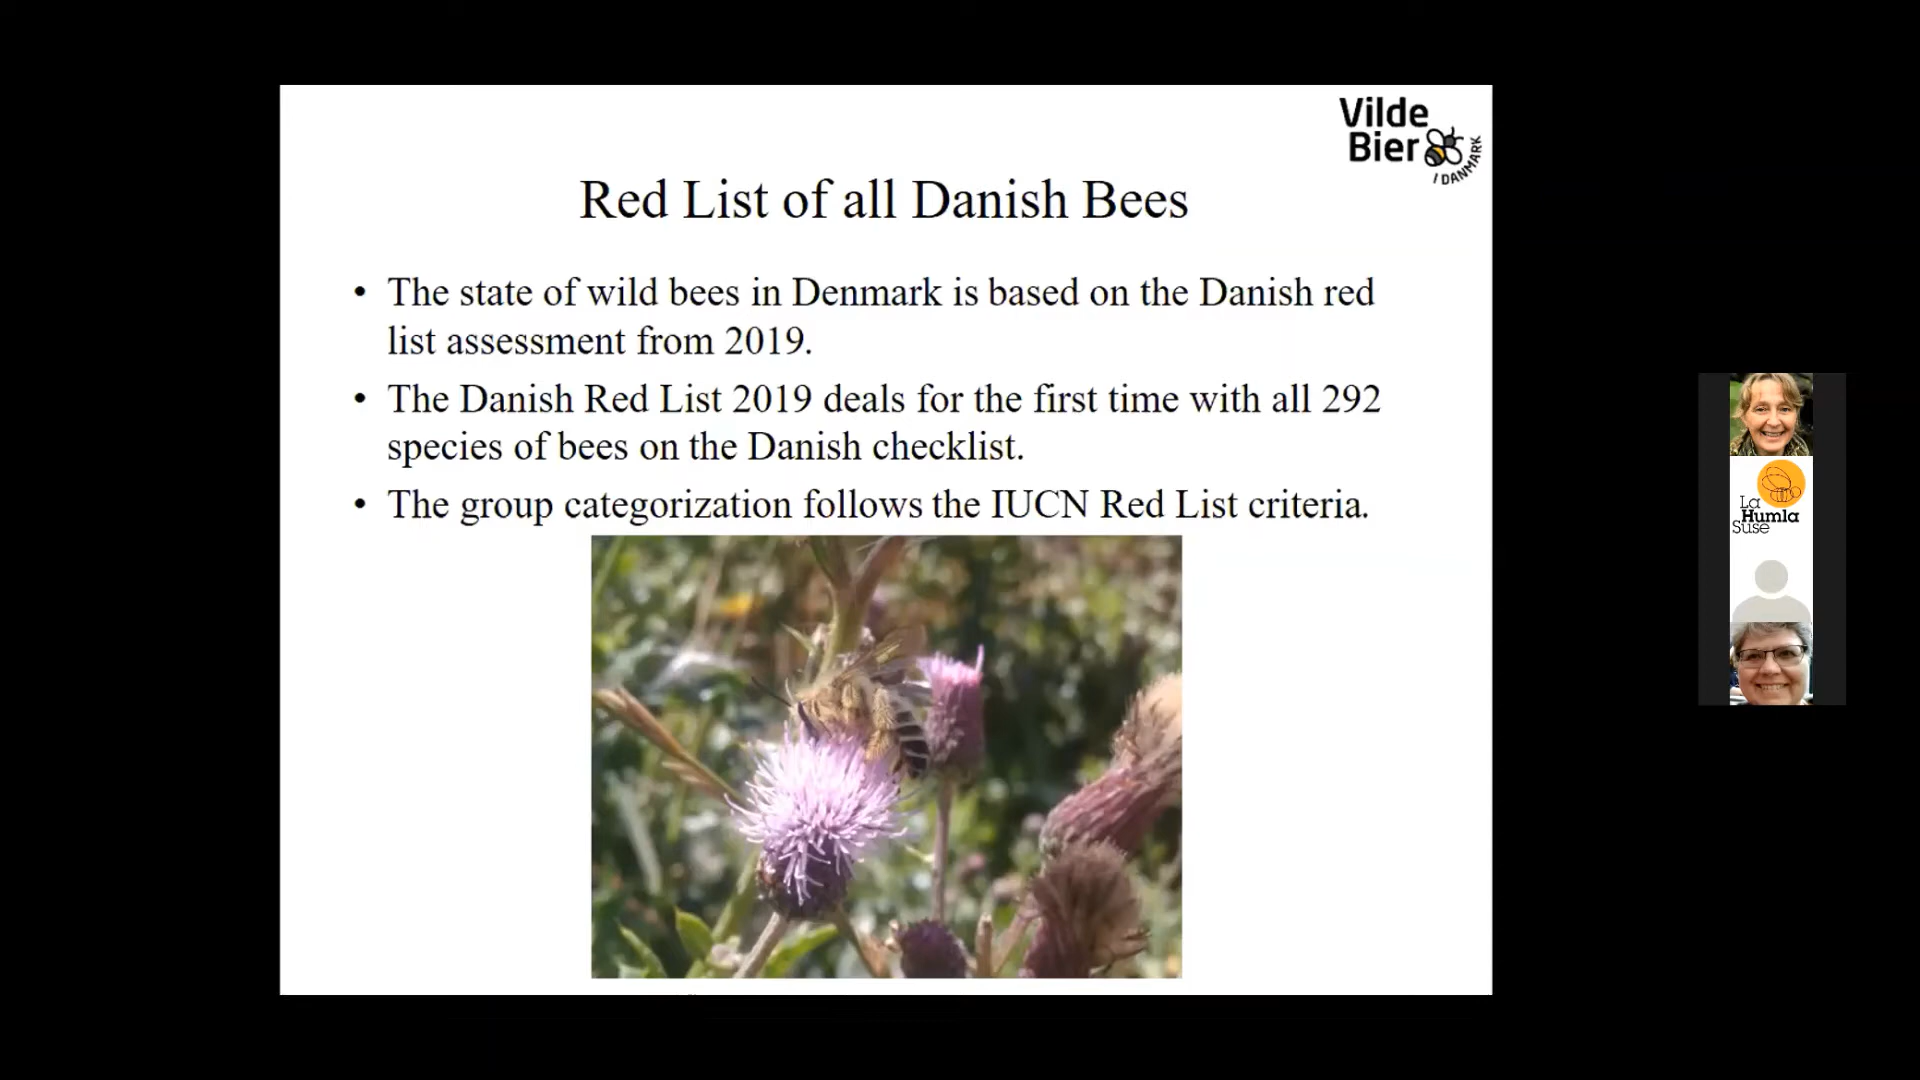 Vilde
Bier
I DANMARK
Red List of all Danish Bees
• The state of wild bees in Denmark is based on the Danish red
list assessment from 2019.
• The Danish Red List 2019 deals for the first time with all 292
species of bees on the Danish checklist.
• The group categorization follows the IUCN Red List criteria.
La
Humla
Suse